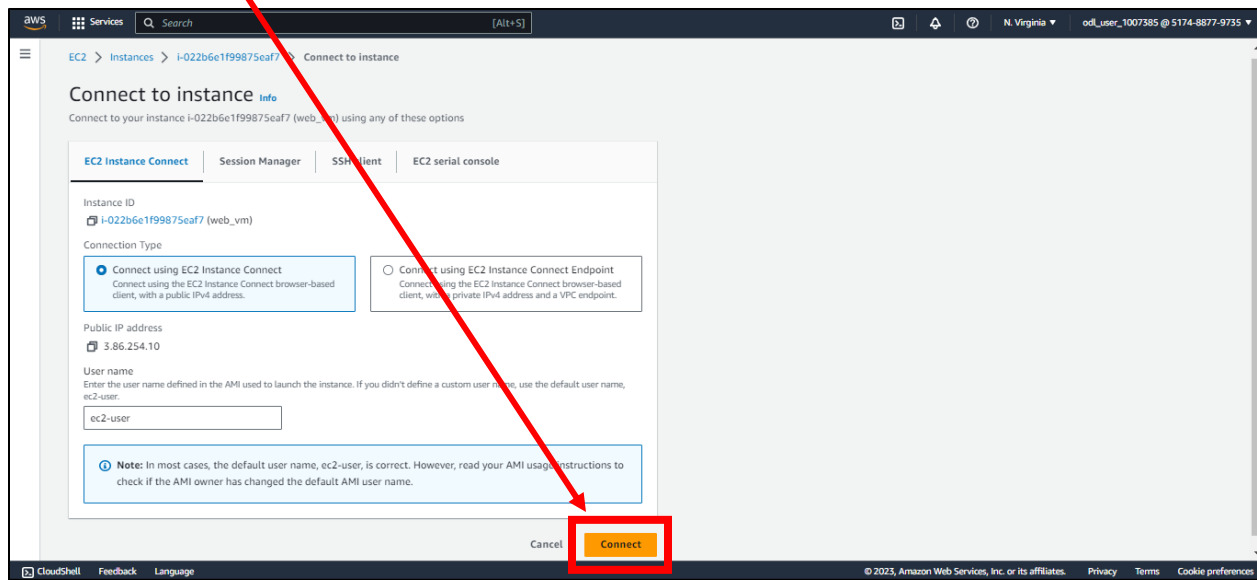 aws Services Search [Alt+S] N. Virginia odl_user_1007385 @ 5174-8877-9735
EC2 > Instances > i-022b6e1f99875eaf7 > Connect to instance
Connect to instance Info
Connect to your instance i-022b6e1f99875eaf7 (web_vm) using any of these options
EC2 Instance Connect Session Manager SSH client EC2 serial console
Instance ID
i-022b6e1f99875eaf7 (web_vm)
Connection Type
Connect using EC2 Instance Connect
Connect using the EC2 Instance Connect browser-based
client, with a public IPv4 address.
Connect using EC2 Instance Connect Endpoint
Connect using the EC2 Instance Connect browser-based
client, with a private IPv4 address and a VPC endpoint.
Public IP address
3.86.254.10
User name
Enter the user name defined in the AMI used to launch the instance. If you didn't define a custom user name, use the default user name,
ec2-user.
ec2-user
Note: In most cases, the default user name, ec2-user, is correct. However, read your AMI usage instructions to
check if the AMI owner has changed the default AMI user name.
Cancel Connect
CloudShell Feedback Language © 2023, Amazon Web Services, Inc. or its affiliates. Privacy Terms Cookie preferences